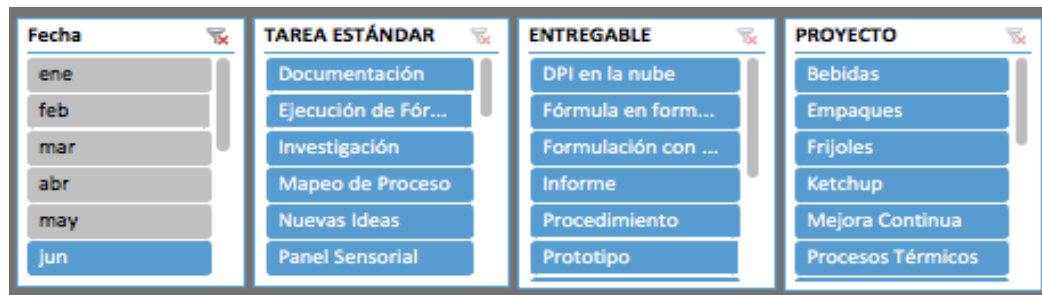 Fecha
ene
feb
mar
abr
may
jun
TAREA ESTÁNDAR
Documentación
Ejecución de Fór...
Investigación
Mapeo de Proceso
Nuevas Ideas
Panel Sensorial
ENTREGABLE
DPI en la nube
Fórmula en form...
Formulación con ...
Informe
Procedimiento
Prototipo
PROYECTO
Bebidas
Empaques
Frijoles
Ketchup
Mejora Continua
Procesos Térmicos